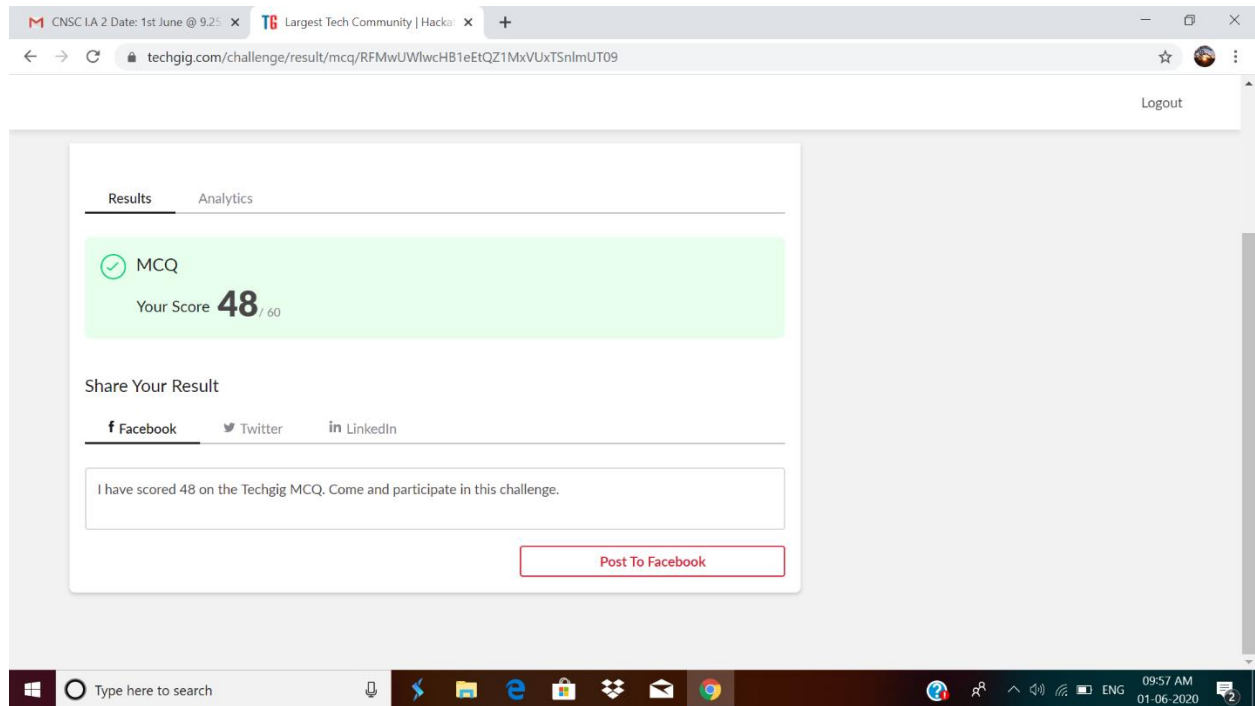 CNSC I.A 2 Date: 1st June @ 9.25
TG Largest Tech Community | Hacka
techgig.com/challenge/result/mcq/RFMwUWlwcHB1eEtQZ1MxVUxTSnlmUT09
Logout
Results Analytics
MCQ
Your Score 48 / 60
Share Your Result
f Facebook Twitter in LinkedIn
I have scored 48 on the Techgig MCQ. Come and participate in this challenge.
Post To Facebook
Type here to search
ENG
09:57 AM
01-06-2020
2